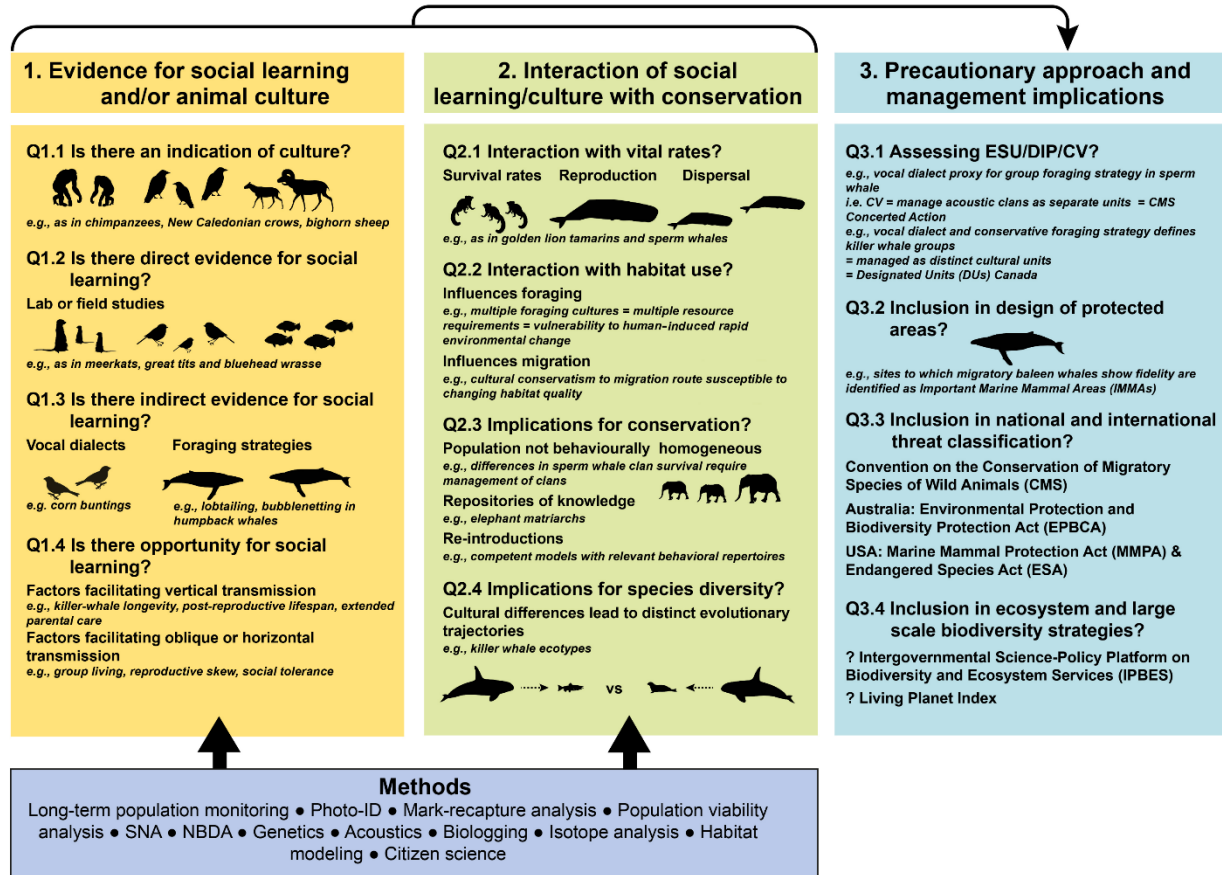 1. Evidence for social learning
and/or animal culture
Q1.1 Is there an indication of culture?
e.g., as in chimpanzees, New Caledonian crows, bighorn sheep
Q1.2 Is there direct evidence for social
learning?
Lab or field studies
e.g., as in meerkats, great tits and bluehead wrasse
Q1.3 Is there indirect evidence for social
learning?
Vocal dialects
Foraging strategies
e.g. corn buntings
e.g., lobtailing, bubblenetting in
humpback whales
Q1.4 Is there opportunity for social
learning?
Factors facilitating vertical transmission
e.g., killer-whale longevity, post-reproductive lifespan, extended
parental care
Factors facilitating oblique or horizontal
transmission
e.g., group living, reproductive skew, social tolerance
2. Interaction of social
learning/culture with conservation
Q2.1 Interaction with vital rates?
Survival rates Reproduction Dispersal
e.g., as in golden lion tamarins and sperm whales
Q2.2 Interaction with habitat use?
Influences foraging
e.g., multiple foraging cultures = multiple resource
requirements = vulnerability to human-induced rapid
environmental change
Influences migration
e.g., cultural conservatism to migration route susceptible to
changing habitat quality
Q2.3 Implications for conservation?
Population not behaviourally homogeneous
e.g., differences in sperm whale clan survival require
management of clans
Repositories of knowledge
e.g., elephant matriarchs
Re-introductions
e.g., competent models with relevant behavioral repertoires
Q2.4 Implications for species diversity?
Cultural differences lead to distinct evolutionary
trajectories
e.g., killer whale ecotypes
vs
3. Precautionary approach and
management implications
Q3.1 Assessing ESU/DIP/CV?
e.g., vocal dialect proxy for group foraging strategy in sperm
whale
i.e. CV = manage acoustic clans as separate units = CMS
Concerted Action
e.g., vocal dialect and conservative foraging strategy defines
killer whale groups
= managed as distinct cultural units
= Designated Units (DUs) Canada
Q3.2 Inclusion in design of protected
areas?
e.g., sites to which migratory baleen whales show fidelity are
identified as Important Marine Mammal Areas (IMMAs)
Q3.3 Inclusion in national and international
threat classification?
Convention on the Conservation of Migratory
Species of Wild Animals (CMS)
Australia: Environmental Protection and
Biodiversity Protection Act (EPBCA)
USA: Marine Mammal Protection Act (MMPA) &
Endangered Species Act (ESA)
Q3.4 Inclusion in ecosystem and large
scale biodiversity strategies?
? Intergovernmental Science-Policy Platform on
Biodiversity and Ecosystem Services (IPBES)
? Living Planet Index
Methods
Long-term population monitoring ● Photo-ID ● Mark-recapture analysis ● Population viability
analysis ● SNA ● NBDA ● Genetics ● Acoustics ● Biologging ● Isotope analysis ● Habitat
modeling ● Citizen science